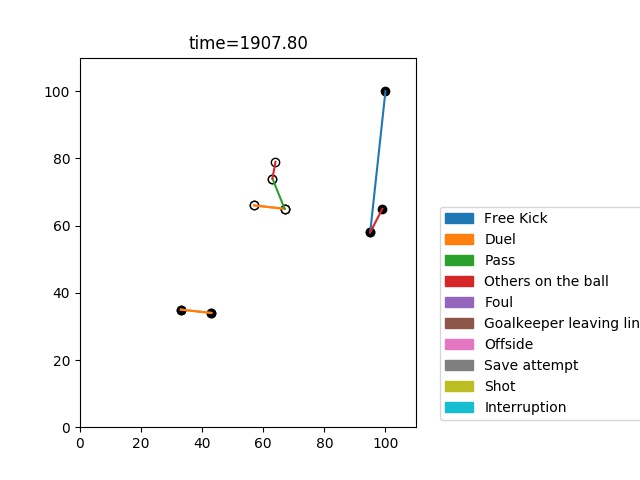 time=1907.80
100
80
60
40
20
0
0 20 40 60 80 100
Free Kick
Duel
Pass
Others on the ball
Foul
Goalkeeper leaving lin
Offside
Save attempt
Shot
Interruption